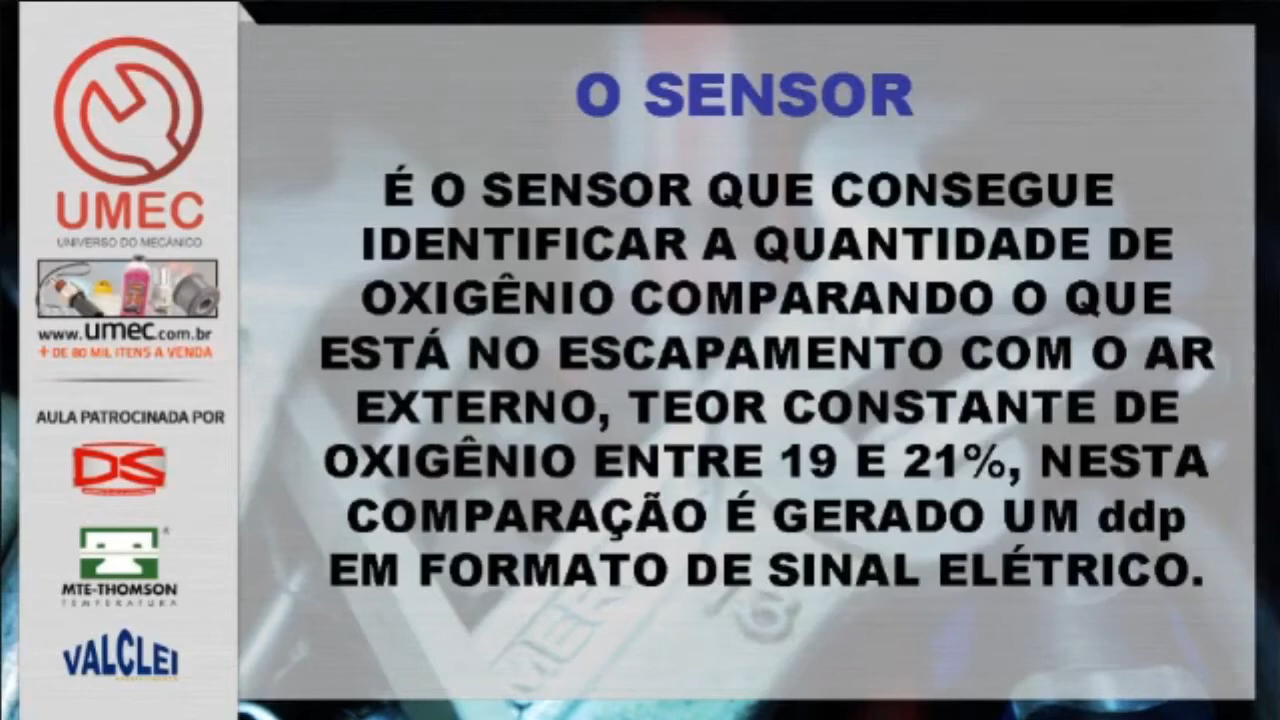 UMEC
UNIVERSO DO MECÂNICO
www.umec.com.br
+ DE 80 MIL ITENS A VENDA
AULA PATROCINADA POR
DS
MTE-THOMSON
TEMPERATURA
VALCLEI
O SENSOR
É O SENSOR QUE CONSEGUE
IDENTIFICAR A QUANTIDADE DE
OXIGÊNIO COMPARANDO O QUE
ESTÁ NO ESCAPAMENTO COM O AR
EXTERNO, TEOR CONSTANTE DE
OXIGÊNIO ENTRE 19 E 21%, NESTA
COMPARAÇÃO É GERADO UM ddp
EM FORMATO DE SINAL ELÉTRICO.